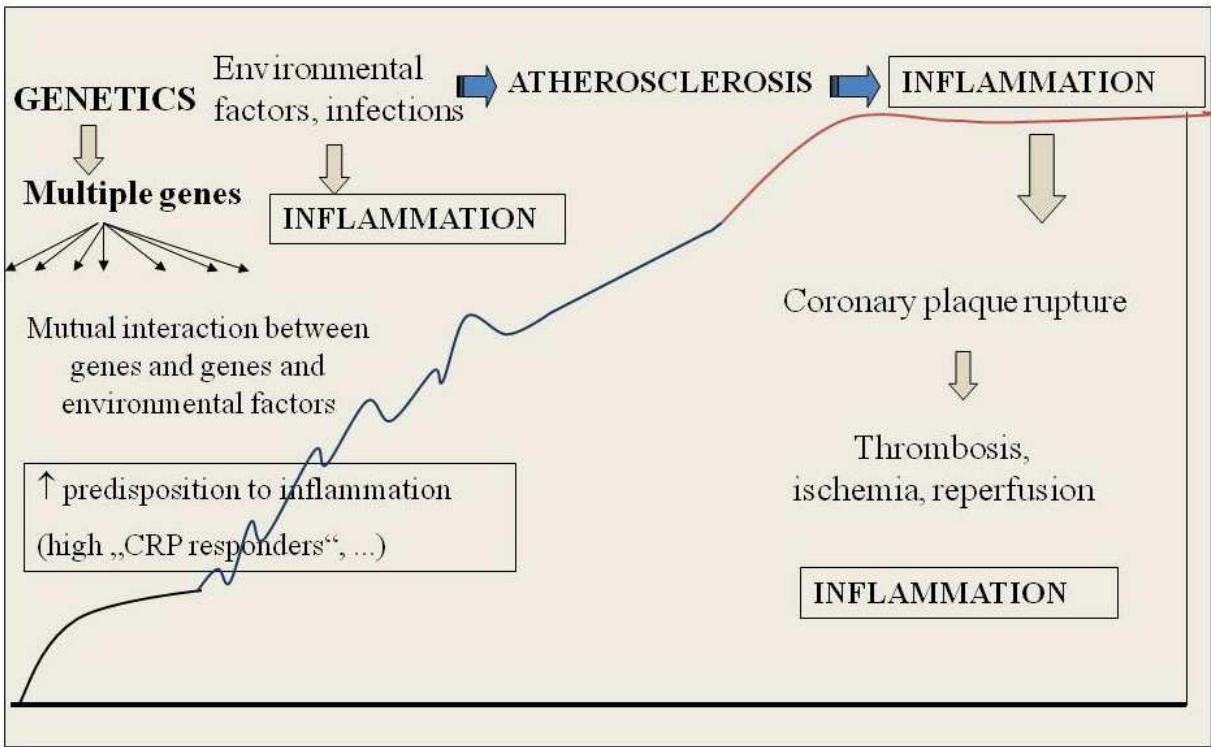 GENETICS
Multiple genes
Environmental
factors, infections
INFLAMMATION
ATHEROSCLEROSIS
INFLAMMATION
Mutual interaction between
genes and genes and
environmental factors
↑ predisposition to inflammation
(high „CRP responders“, ...)
Coronary plaque rupture
Thrombosis,
ischemia, reperfusion
INFLAMMATION